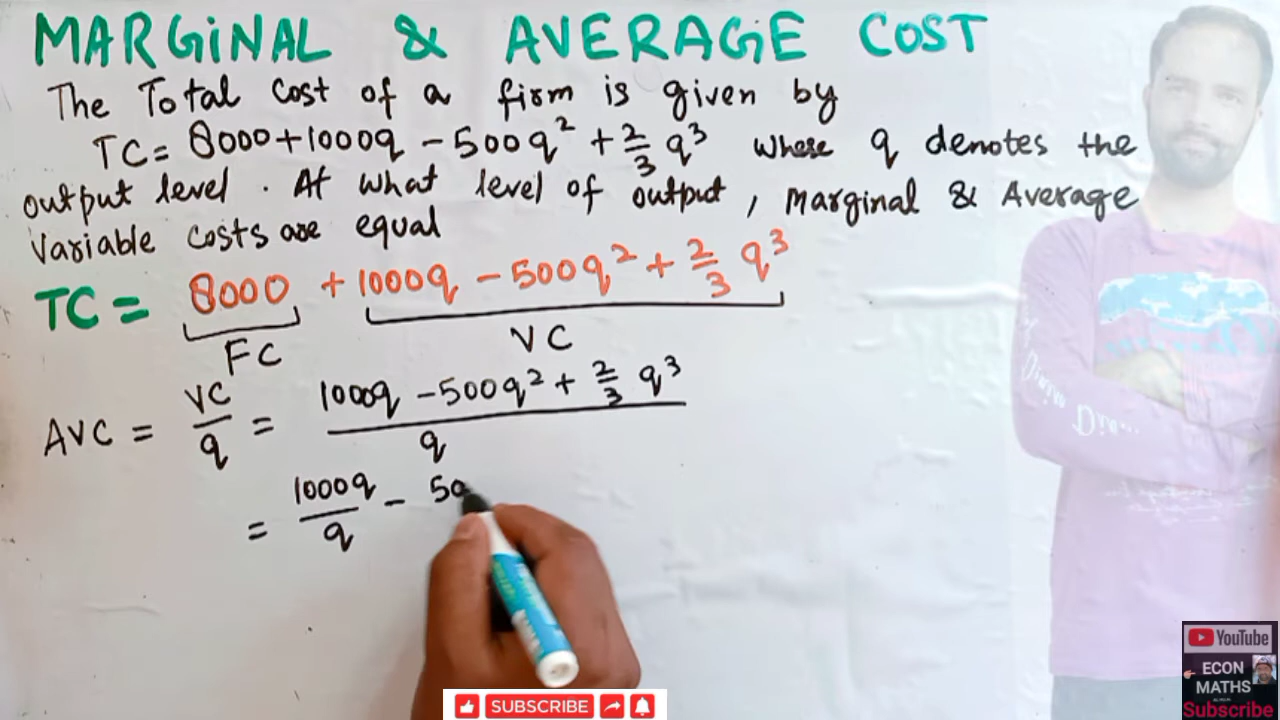 MARGINAL & AVERAGE COST
The Total Cost of a firm is given by
TC = 8000 + 1000q - 500q² + 2/3 q³ where q denotes the
output level. At what level of output, Marginal & Average
Variable costs are equal
TC = 8000 + 1000q - 500q² + 2/3 q³
FC VC
AVC = VC/q = (1000q - 500q² + 2/3 q³)/q
= 1000q/q - 50
Dia...
YouTube
ECON
MATHS
Subscribe
SUBSCRIBE